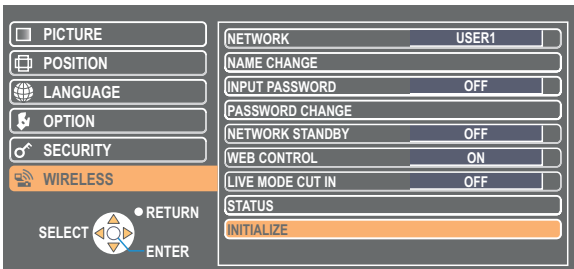 PICTURE
POSITION
LANGUAGE
OPTION
SECURITY
WIRELESS
RETURN
SELECT
ENTER
NETWORK USER1
NAME CHANGE
INPUT PASSWORD OFF
PASSWORD CHANGE
NETWORK STANDBY OFF
WEB CONTROL ON
LIVE MODE CUT IN OFF
STATUS
INITIALIZE